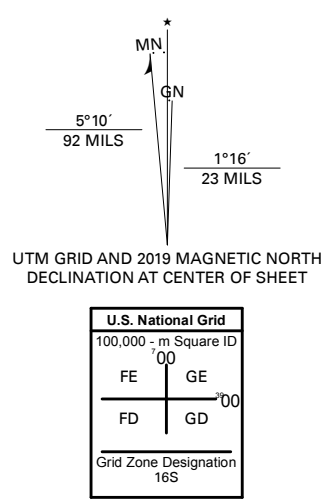 ★
MN
GN
5°10´
92 MILS
1°16´
23 MILS
UTM GRID AND 2019 MAGNETIC NORTH
DECLINATION AT CENTER OF SHEET
U.S. National Grid
100,000 - m Square ID
⁷00
FE GE
³⁹00
FD GD
Grid Zone Designation
16S